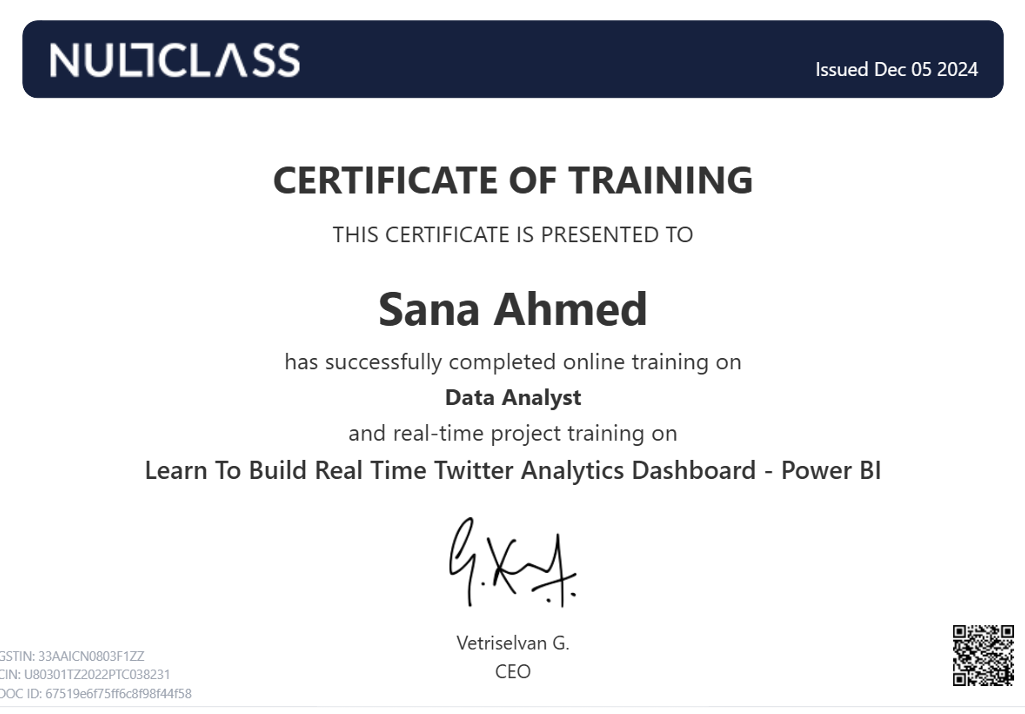 NULLCLASS
Issued Dec 05 2024
CERTIFICATE OF TRAINING
THIS CERTIFICATE IS PRESENTED TO
Sana Ahmed
has successfully completed online training on
Data Analyst
and real-time project training on
Learn To Build Real Time Twitter Analytics Dashboard - Power BI
Vetriselvan G.
CEO
GSTIN: 33AAICN0803F1ZZ
CIN: U80301TZ2022PTC038231
DOC ID: 67519e6f75ff6c8f98f44f58